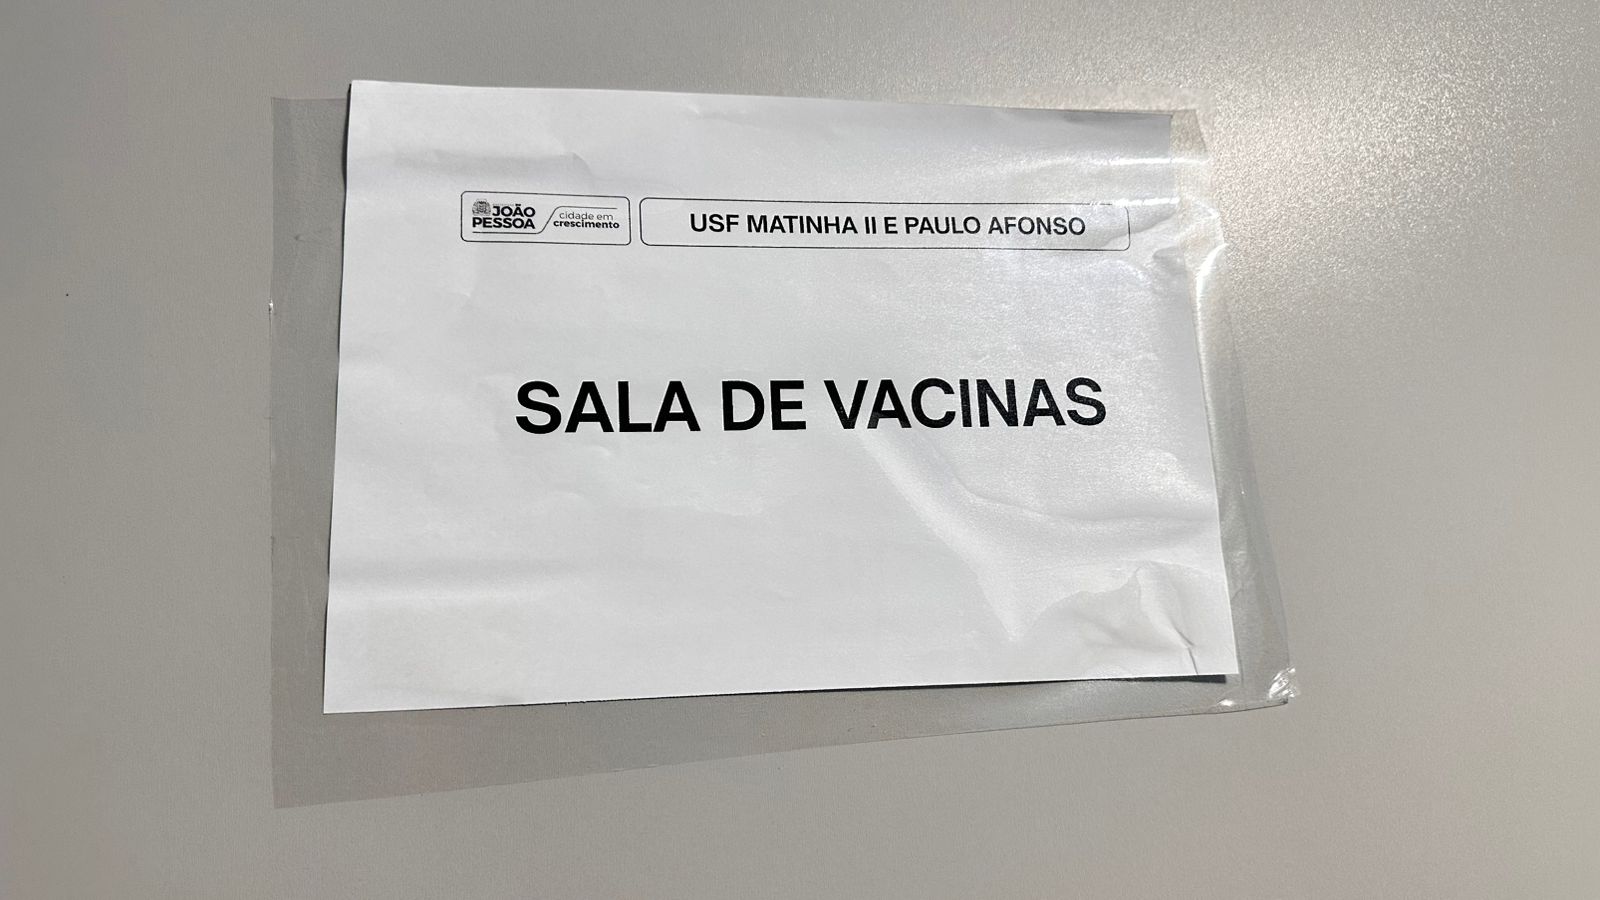 JOÃO
PESSOA
cidade em
crescimento
USF MATINHA II E PAULO AFONSO
SALA DE VACINAS